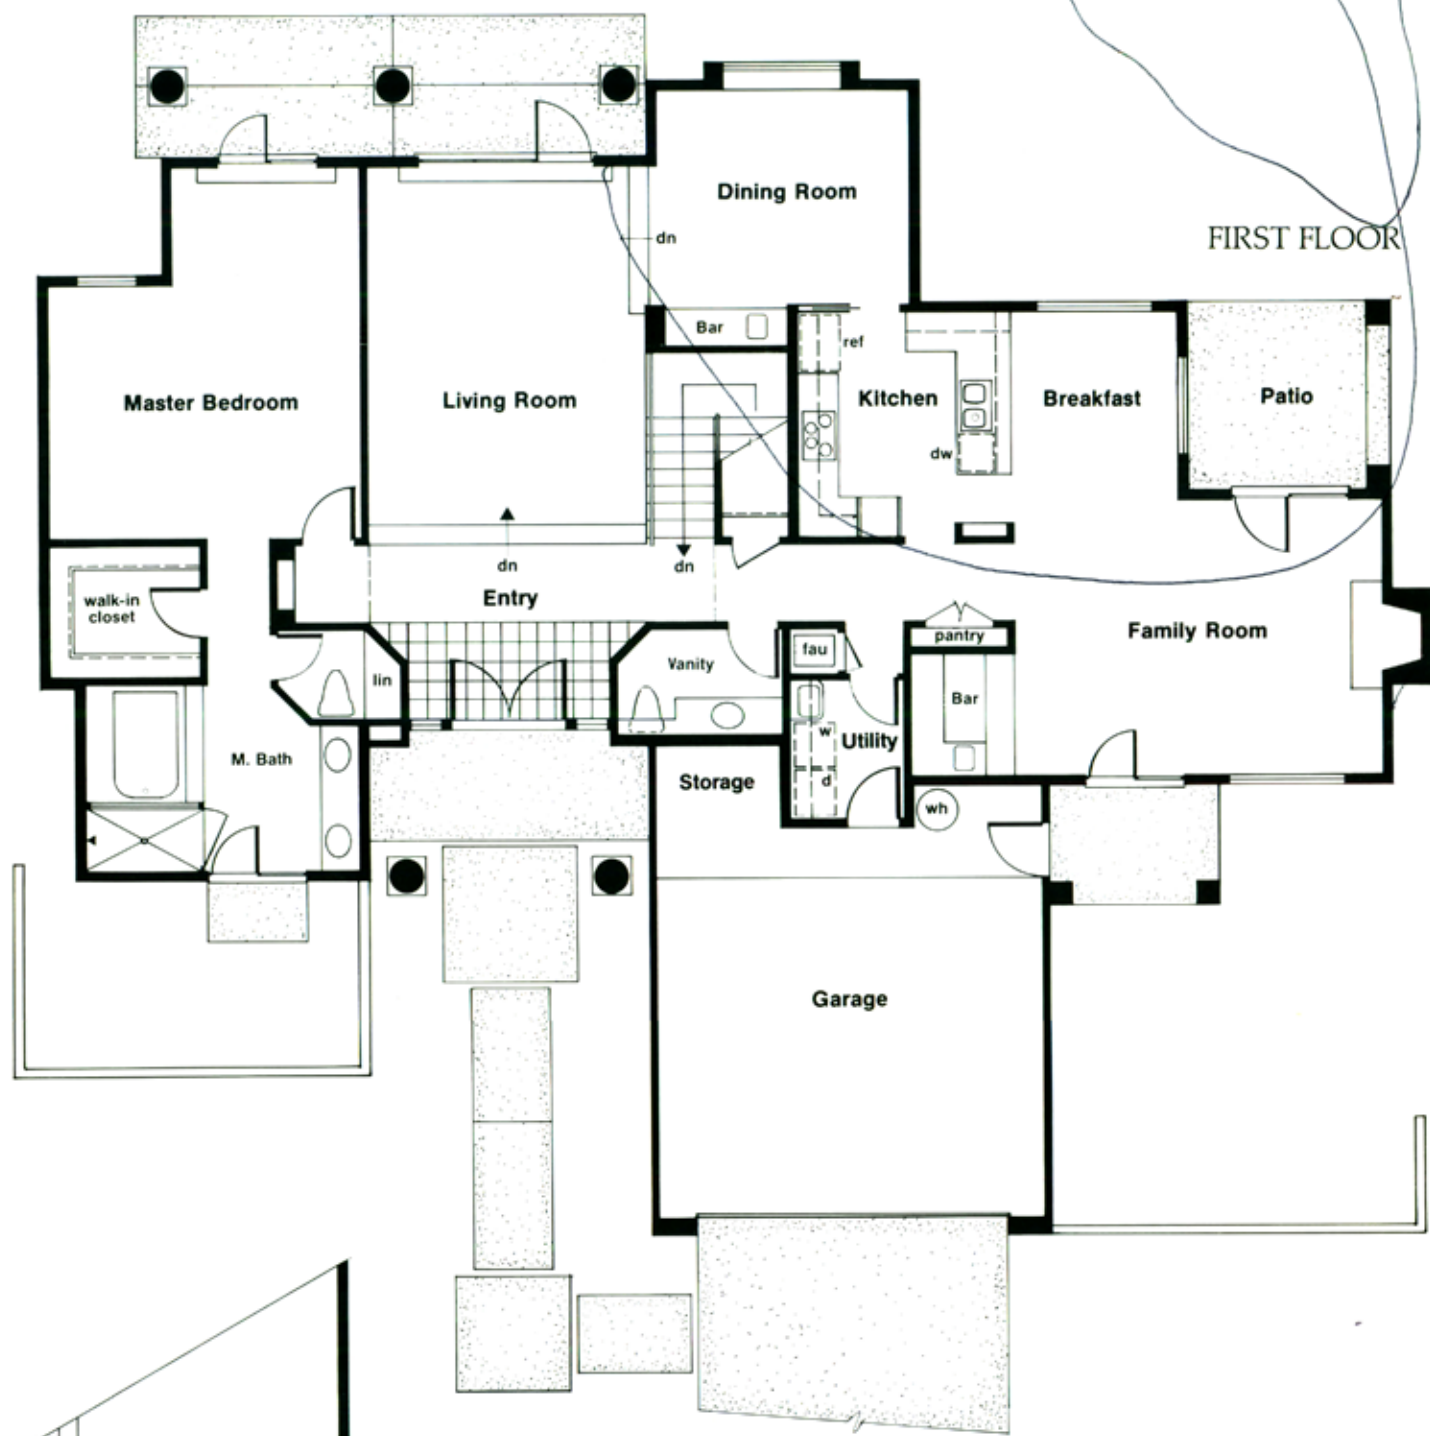 Dining Room
FIRST FLOOR
dn
Bar
ref
Master Bedroom
Living Room
Kitchen
Breakfast
Patio
dw
dn
dn
Entry
walk-in
closet
Family Room
pantry
fau
Vanity
lin
Bar
w
Utility
M. Bath
Storage
d
wh
Garage